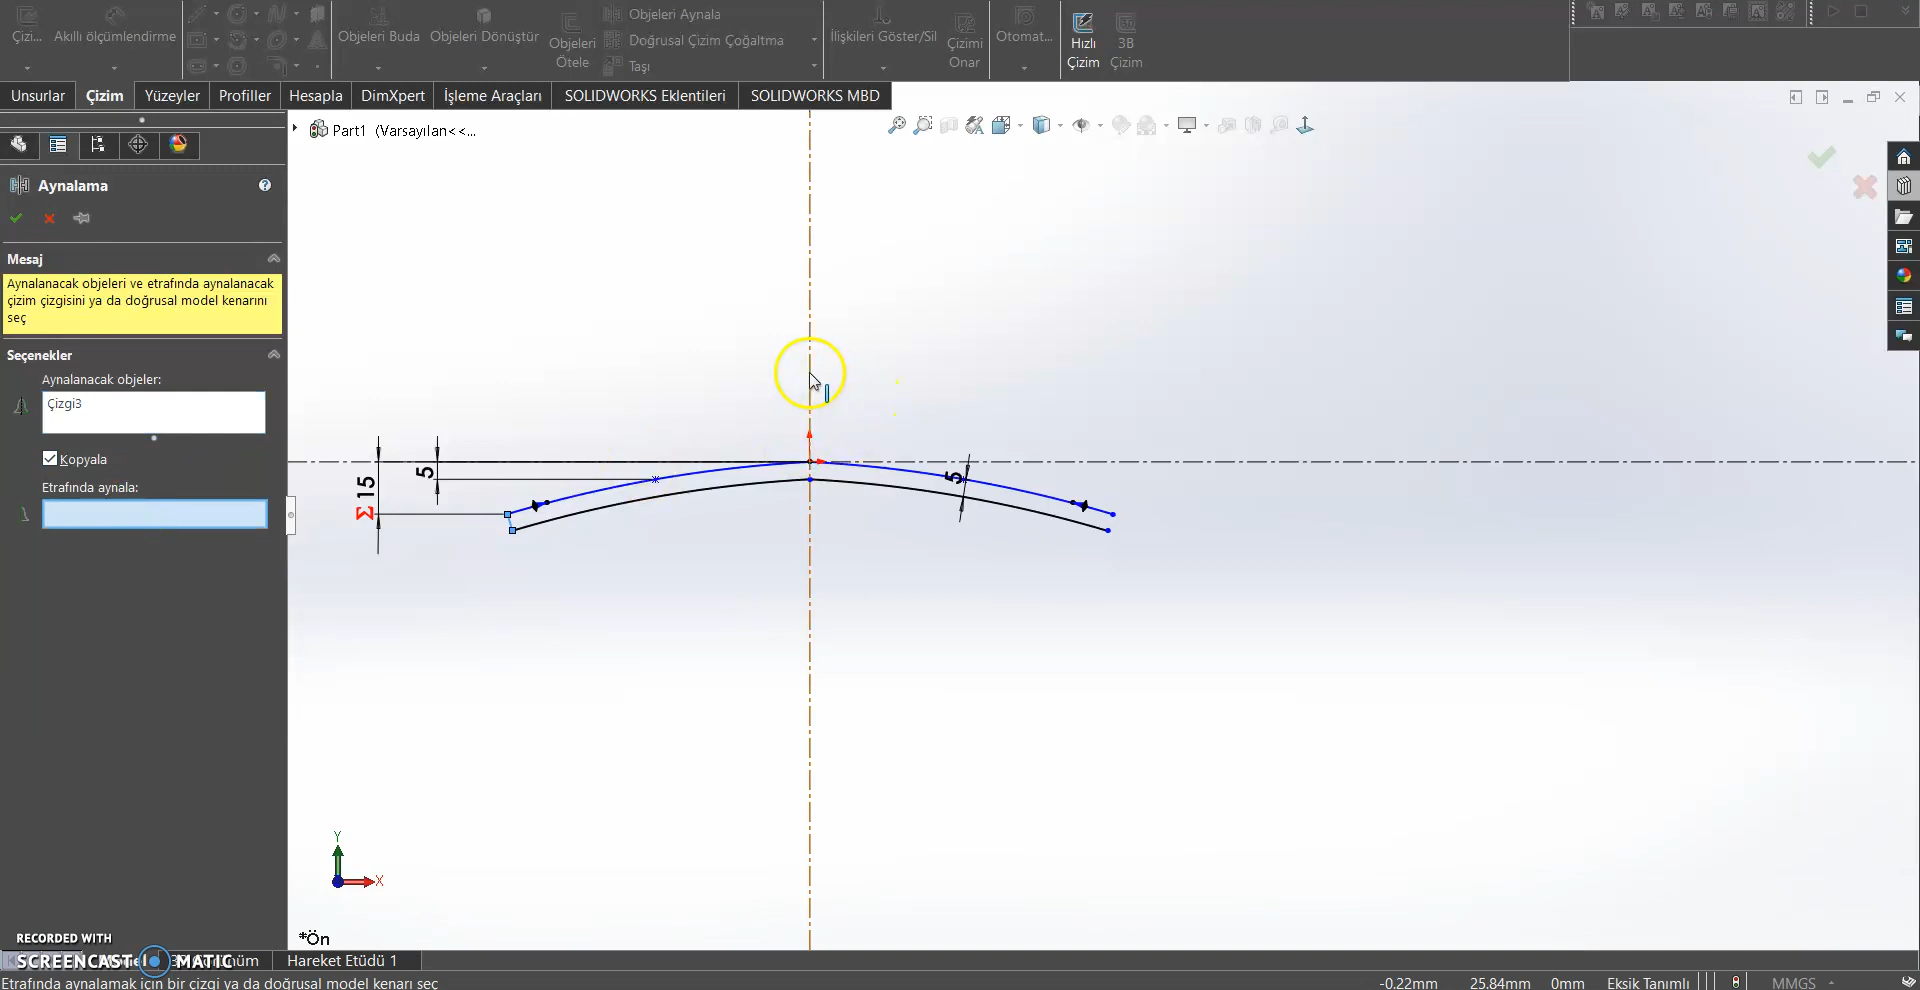 Çizi...
Akıllı ölçümlendirme
Objeleri Buda
Objeleri Dönüştür
Objeleri
Ötele
Objeleri Aynala
Doğrusal Çizim Çoğaltma
Taşı
İlişkileri Göster/Sil
Çizimi
Onar
Otomat...
Hızlı
Çizim
3B
Çizim
Unsurlar
Çizim
Yüzeyler
Profiller
Hesapla
DimXpert
İşleme Araçları
SOLIDWORKS Eklentileri
SOLIDWORKS MBD
Part1 (Varsayılan<<...
Aynalama
Mesaj
Aynalanacak objeleri ve etrafında aynalanacak
çizim çizgisini ya da doğrusal model kenarını
seç
Seçenekler
Aynalanacak objeler:
Çizgi3
Kopyala
Etrafında aynala:
Σ 15
5
5
Y
X
*Ön
RECORDED WITH
SCREENCAST MATIC
Hareket Etüdü 1
Etrafında aynalamak için bir çizgi ya da doğrusal model kenarı seç
-0.22mm
25.84mm
0mm
Eksik Tanımlı
MMGS